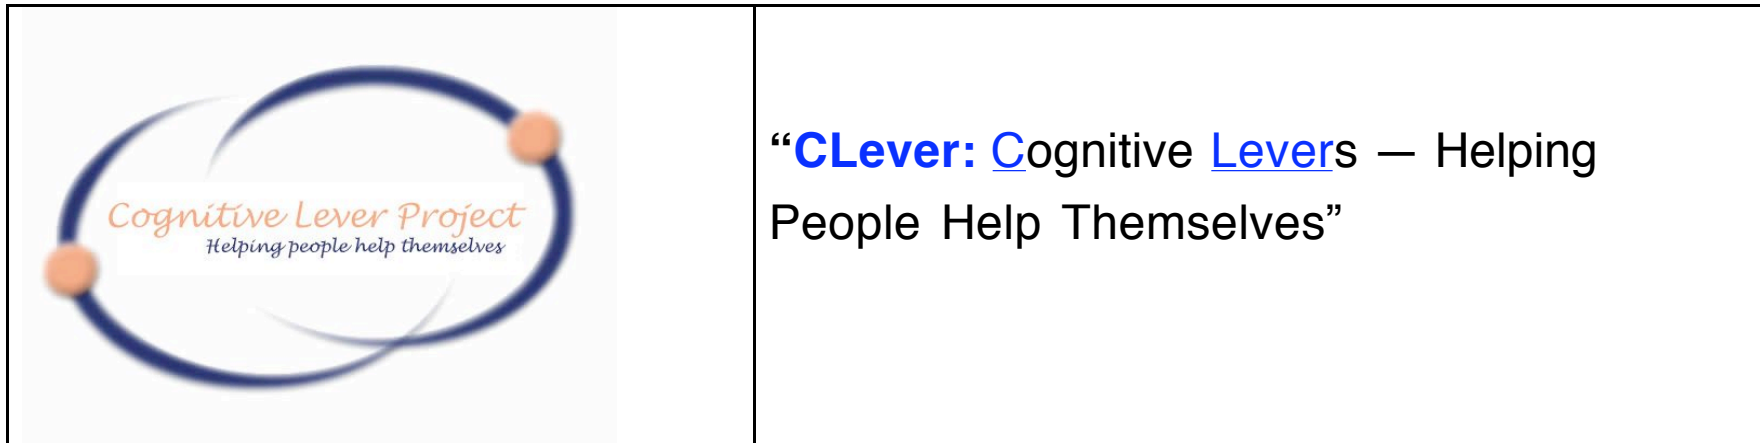 Cognitive Lever Project
Helping people help themselves
“CLever: Cognitive Levers — Helping
People Help Themselves”